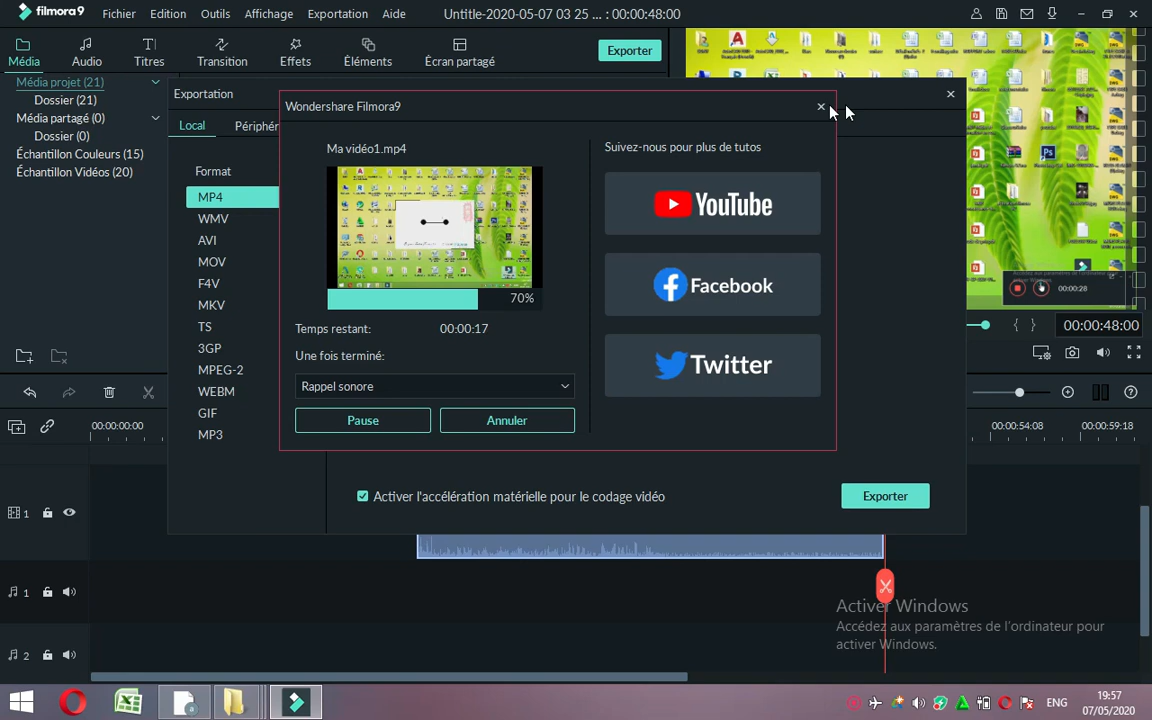 filmora9 Fichier Edition Outils Affichage Exportation Aide Untitle-2020-05-07 03 25 ... : 00:00:48:00
Média Audio Titres Transition Effets Éléments Écran partagé Exporter
Média projet (21)
Dossier (21)
Média partagé (0)
Dossier (0)
Échantillon Couleurs (15)
Échantillon Vidéos (20)
Exportation
Local Périphér
Format
MP4
WMV
AVI
MOV
F4V
MKV
TS
3GP
MPEG-2
WEBM
GIF
MP3
Wondershare Filmora9
Ma vidéo1.mp4
70%
Temps restant: 00:00:17
Une fois terminé:
Rappel sonore
Pause Annuler
Suivez-nous pour plus de tutos
YouTube
Facebook
Twitter
Activer l'accélération matérielle pour le codage vidéo
Exporter
00:00:28
00:00:48:00
00:00:00:00 00:00:54:08 00:00:59:18
1
1
2
Activer Windows
Accédez aux paramètres de l'ordinateur pour
activer Windows.
ENG
19:57
07/05/2020